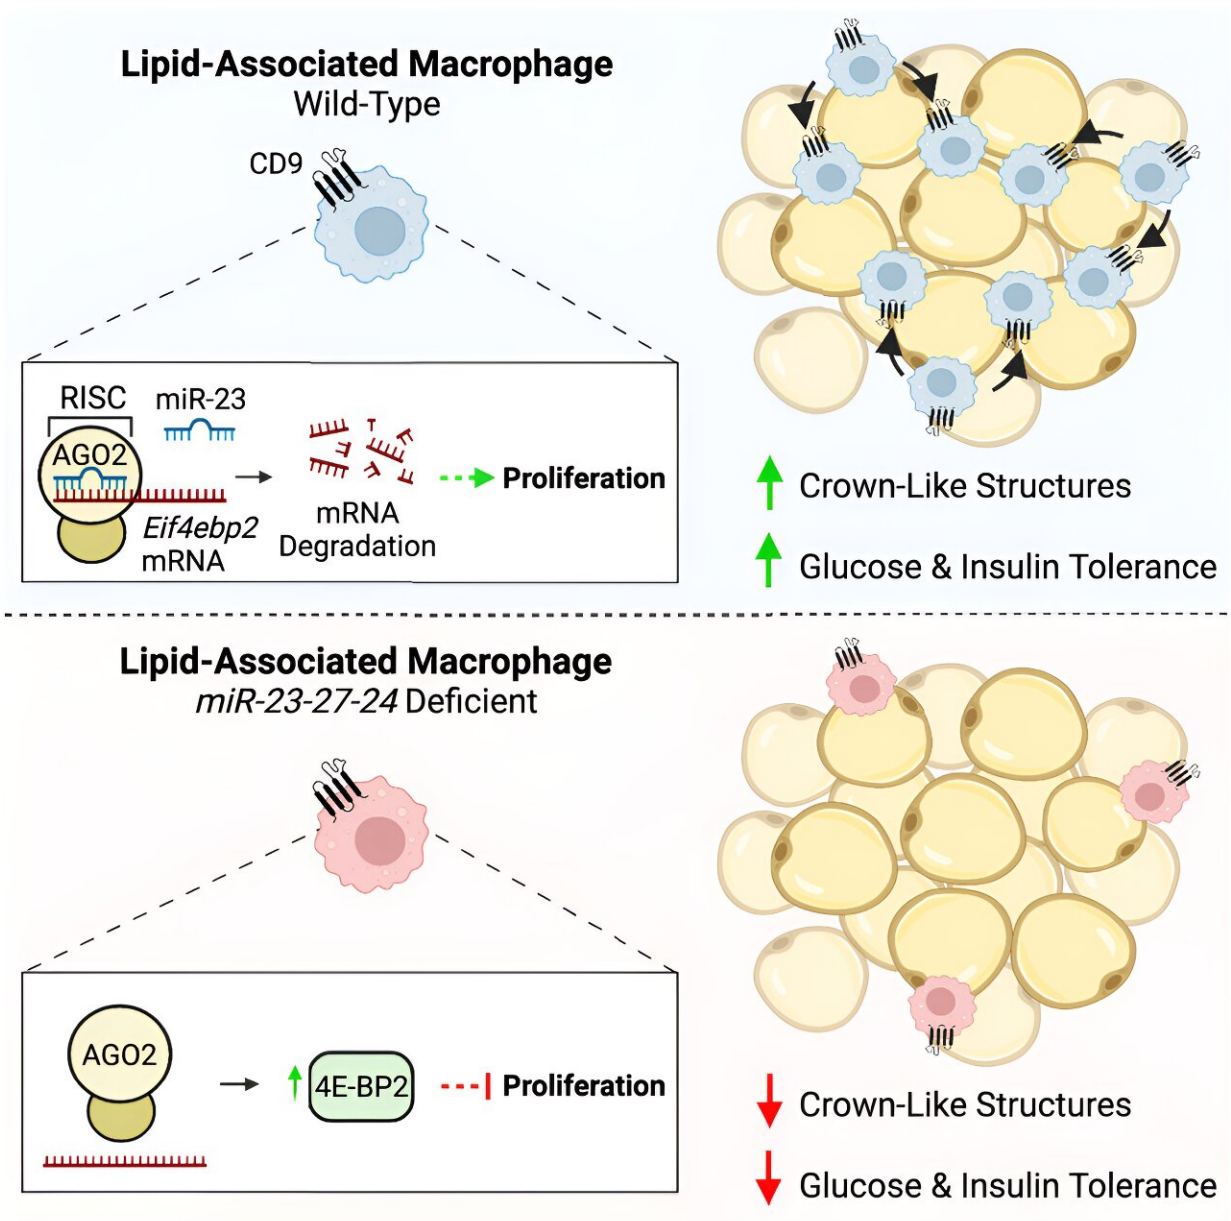 Lipid-Associated Macrophage
Wild-Type
CD9
RISC
miR-23
AGO2
Eif4ebp2
mRNA
mRNA
Degradation
Proliferation
Crown-Like Structures
Glucose & Insulin Tolerance
Lipid-Associated Macrophage
miR-23-27-24 Deficient
AGO2
4E-BP2
Proliferation
Crown-Like Structures
Glucose & Insulin Tolerance